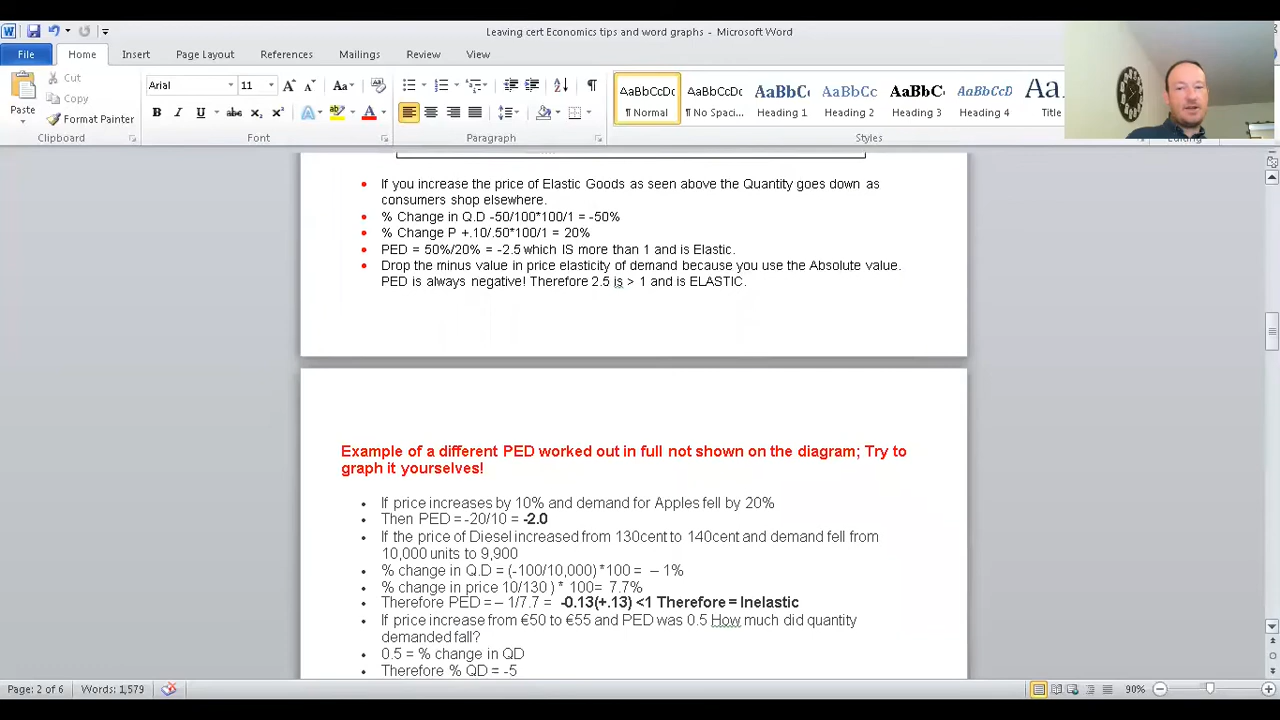 Leaving cert Economics tips and word graphs - Microsoft Word
File Home Insert Page Layout References Mailings Review View
Paste
Cut
Copy
Format Painter
Clipboard
Arial 11
Font
Paragraph
AaBbCcDc AaBbCcDc AaBbC AaBbCc AaBbC AaBbCcD Aa
¶ Normal ¶ No Spaci... Heading 1 Heading 2 Heading 3 Heading 4 Title
Styles
If you increase the price of Elastic Goods as seen above the Quantity goes down as
consumers shop elsewhere.
% Change in Q.D -50/100*100/1 = -50%
% Change P +.10/.50*100/1 = 20%
PED = 50%/20% = -2.5 which IS more than 1 and is Elastic.
Drop the minus value in price elasticity of demand because you use the Absolute value.
PED is always negative! Therefore 2.5 is > 1 and is ELASTIC.
Example of a different PED worked out in full not shown on the diagram; Try to
graph it yourselves!
If price increases by 10% and demand for Apples fell by 20%
Then PED = -20/10 = -2.0
If the price of Diesel increased from 130cent to 140cent and demand fell from
10,000 units to 9,900
% change in Q.D = (-100/10,000) *100 = – 1%
% change in price 10/130 ) * 100= 7.7%
Therefore PED = – 1/7.7 = -0.13(+.13) <1 Therefore = Inelastic
If price increase from €50 to €55 and PED was 0.5 How much did quantity
demanded fall?
0.5 = % change in QD
Therefore % QD = -5
Page: 2 of 6 Words: 1,579 90%